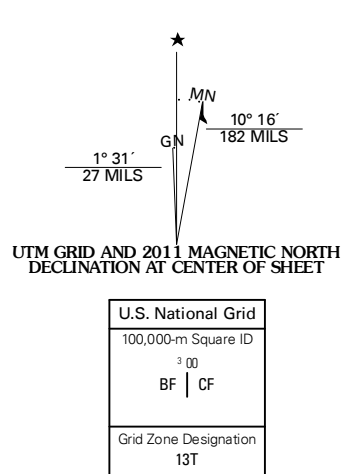 ★
MN
GN
10° 16´
182 MILS
1° 31´
27 MILS
UTM GRID AND 2011 MAGNETIC NORTH
DECLINATION AT CENTER OF SHEET
U.S. National Grid
100,000-m Square ID
3 00
BF CF
Grid Zone Designation
13T